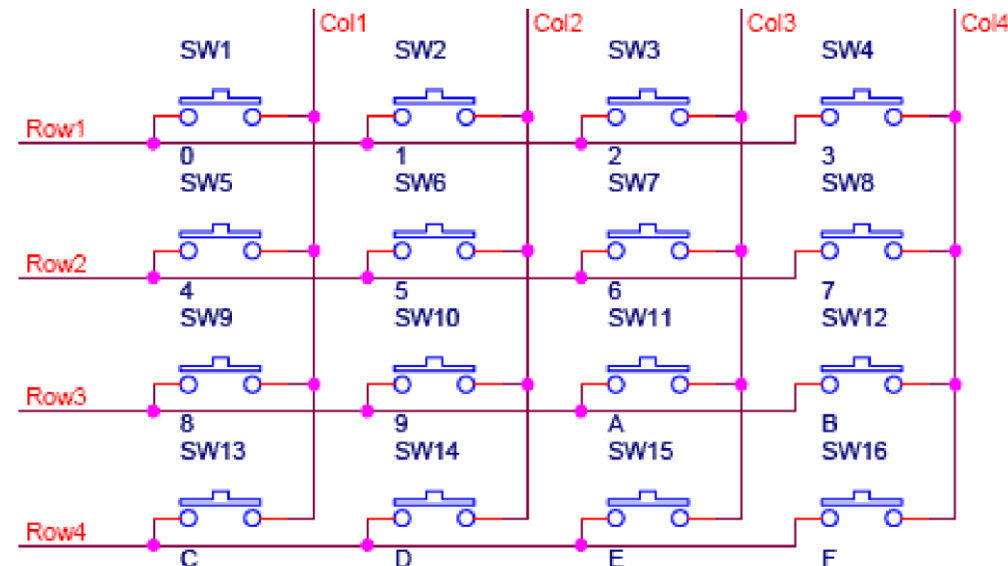 Col1 Col2 Col3 Col4
SW1 SW2 SW3 SW4
Row1
0 1 2 3
SW5 SW6 SW7 SW8
Row2
4 5 6 7
SW9 SW10 SW11 SW12
Row3
8 9 A B
SW13 SW14 SW15 SW16
Row4
C D E F